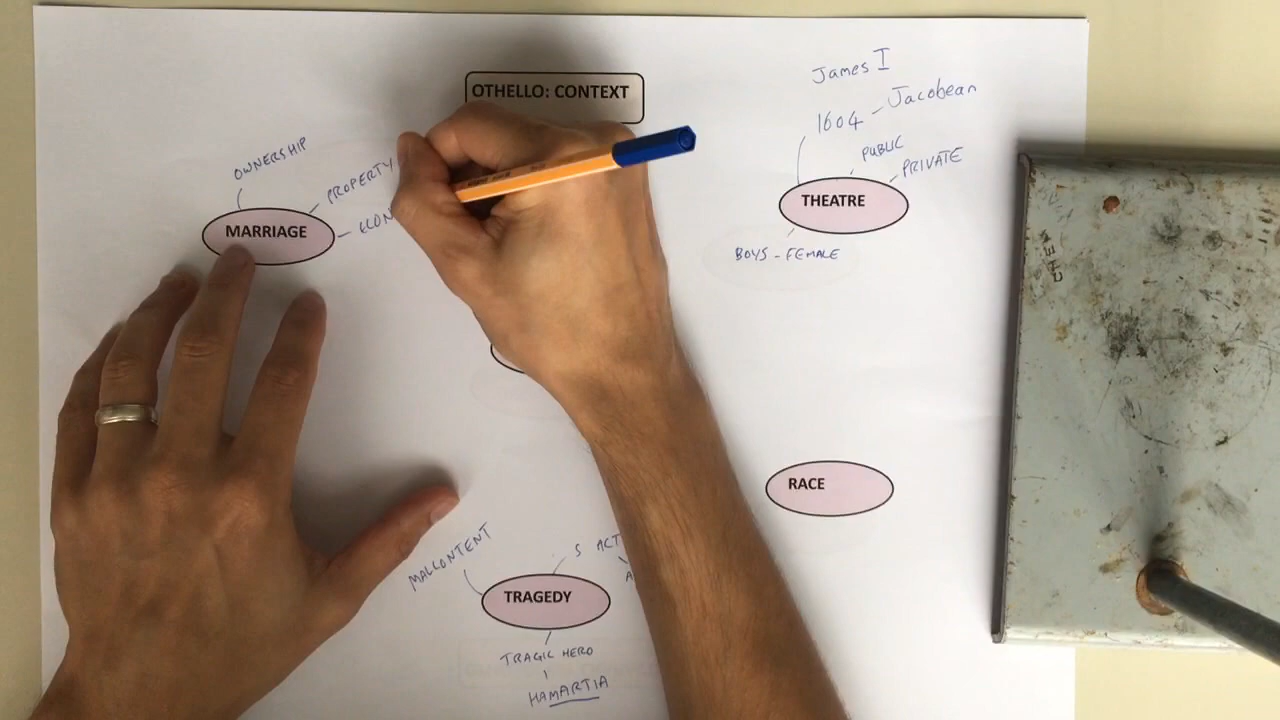 OTHELLO: CONTEXT
James I
1604 - Jacobean
PUBLIC
PRIVATE
THEATRE
BOYS - FEMALE
OWNERSHIP
PROPERTY
MARRIAGE
RACE
MALCONTENT
5 ACT
TRAGEDY
TRAGIC HERO
HAMARTIA